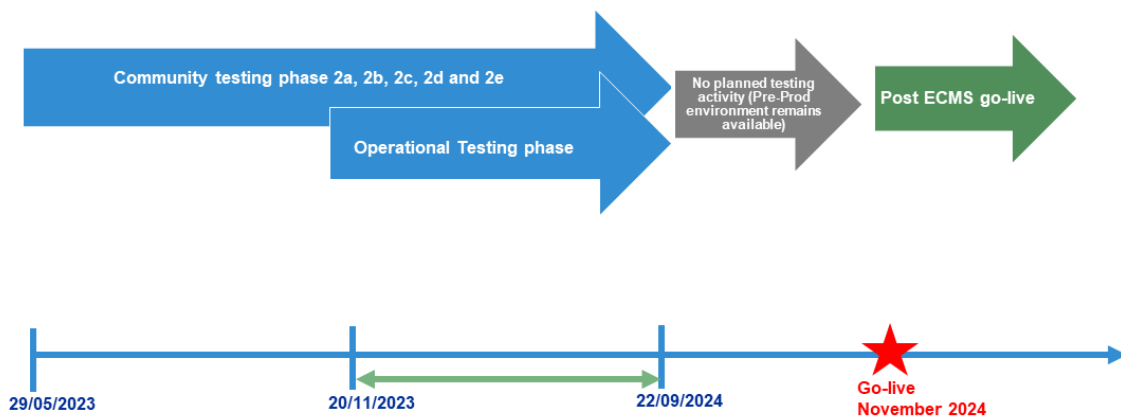 Community testing phase 2a, 2b, 2c, 2d and 2e
Operational Testing phase
No planned testing
activity (Pre-Prod
environment remains
available)
Post ECMS go-live
29/05/2023
20/11/2023
22/09/2024
Go-live
November 2024